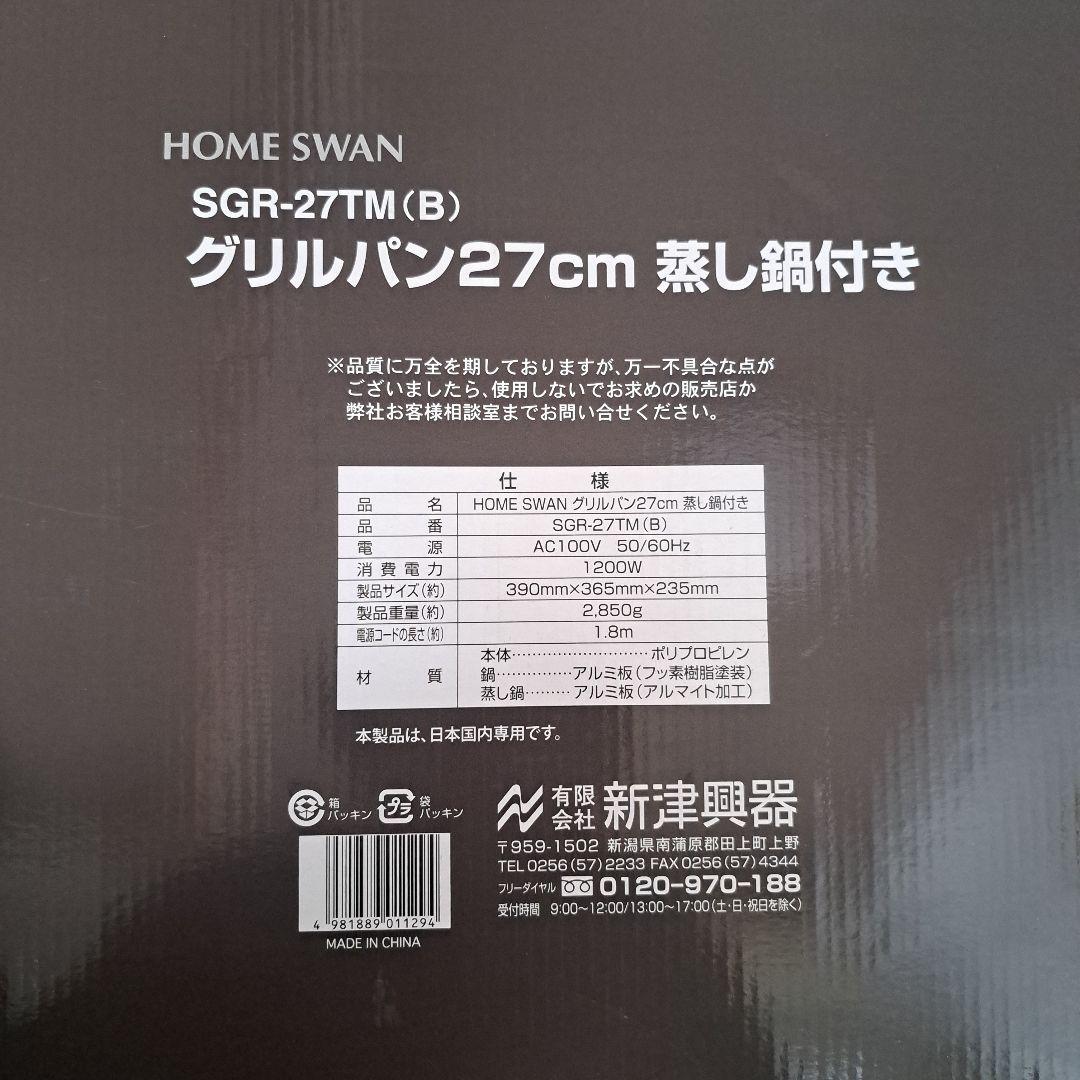 HOME SWAN
SGR-27TM(B)
グリルパン27cm 蒸し鍋付き
※品質に万全を期しておりますが、万一不具合な点が
ございましたら、使用しないでお求めの販売店か
弊社お客様相談室までお問い合せください。
仕 様
品 名 HOME SWAN グリルパン27cm 蒸し鍋付き
品 番 SGR-27TM(B)
電 源 AC100V 50/60Hz
消費電力 1200W
製品サイズ(約) 390mm×365mm×235mm
製品重量(約) 2,850g
電源コードの長さ(約) 1.8m
材 質 本体………………………ポリプロピレン
鍋……………アルミ板(フッ素樹脂塗装)
蒸し鍋………アルミ板(アルマイト加工)
本製品は、日本国内専用です。
箱 パッキン プラ 袋 パッキン
有限会社 新津興器
〒959-1502 新潟県南蒲原郡田上町上野
TEL 0256(57)2233 FAX 0256(57)4344
フリーダイヤル 0120-970-188
受付時間 9:00〜12:00/13:00〜17:00(土・日・祝日を除く)
4 981889 011294
MADE IN CHINA